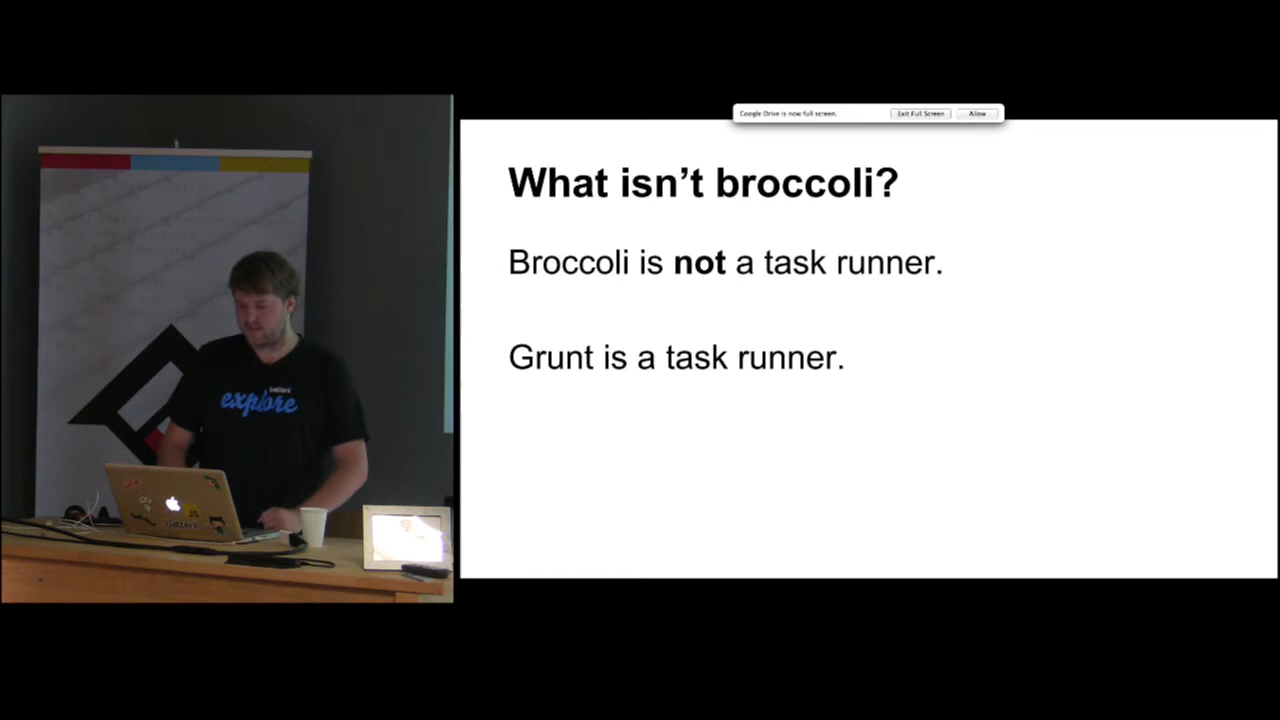 Google Drive is now full screen.
Exit Full Screen
Allow
What isn't broccoli?
Broccoli is not a task runner.
Grunt is a task runner.
explore
JS